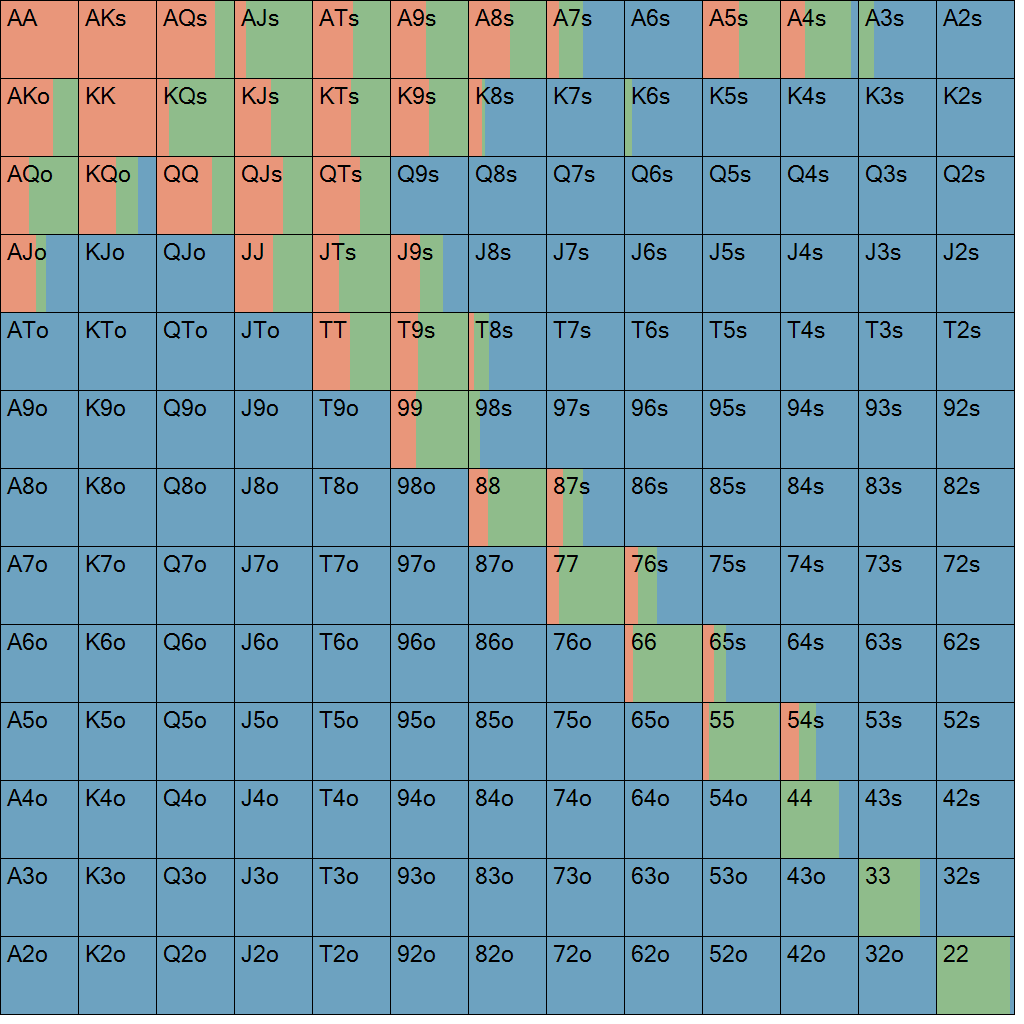 AA AKs AQs AJs ATs A9s A8s A7s A6s A5s A4s A3s A2s
AKo KK KQs KJs KTs K9s K8s K7s K6s K5s K4s K3s K2s
AQo KQo QQ QJs QTs Q9s Q8s Q7s Q6s Q5s Q4s Q3s Q2s
AJo KJo QJo JJ JTs J9s J8s J7s J6s J5s J4s J3s J2s
ATo KTo QTo JTo TT T9s T8s T7s T6s T5s T4s T3s T2s
A9o K9o Q9o J9o T9o 99 98s 97s 96s 95s 94s 93s 92s
A8o K8o Q8o J8o T8o 98o 88 87s 86s 85s 84s 83s 82s
A7o K7o Q7o J7o T7o 97o 87o 77 76s 75s 74s 73s 72s
A6o K6o Q6o J6o T6o 96o 86o 76o 66 65s 64s 63s 62s
A5o K5o Q5o J5o T5o 95o 85o 75o 65o 55 54s 53s 52s
A4o K4o Q4o J4o T4o 94o 84o 74o 64o 54o 44 43s 42s
A3o K3o Q3o J3o T3o 93o 83o 73o 63o 53o 43o 33 32s
A2o K2o Q2o J2o T2o 92o 82o 72o 62o 52o 42o 32o 22